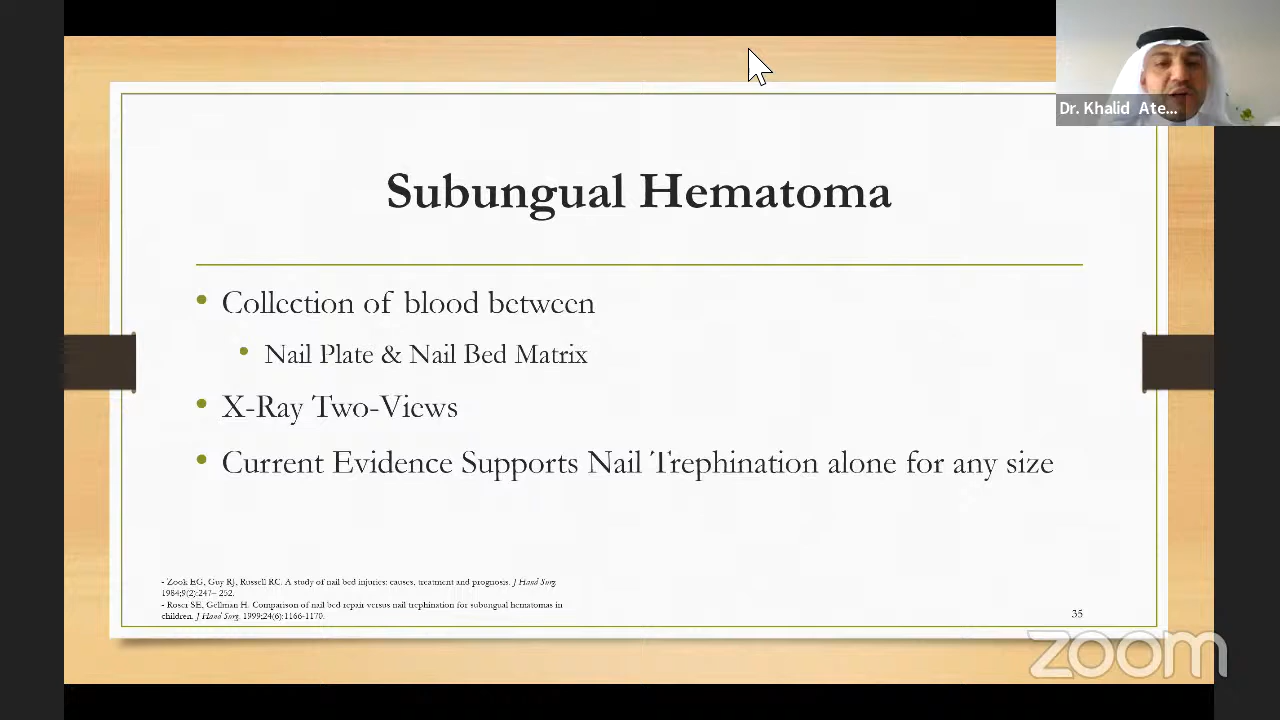 Dr. Khalid Ate...
Subungual Hematoma
• Collection of blood between
• Nail Plate & Nail Bed Matrix
• X-Ray Two-Views
• Current Evidence Supports Nail Trephination alone for any size
- Zook EG, Guy RJ, Russell RC. A study of nail bed injuries: causes, treatment and prognosis. J Hand Surg.
1984;9(2):247– 252.
- Roser SE, Gellman H. Comparison of nail bed repair versus nail trephination for subungual hematomas in
children. J Hand Surg. 1999;24(6):1166-1170.
35
zoom